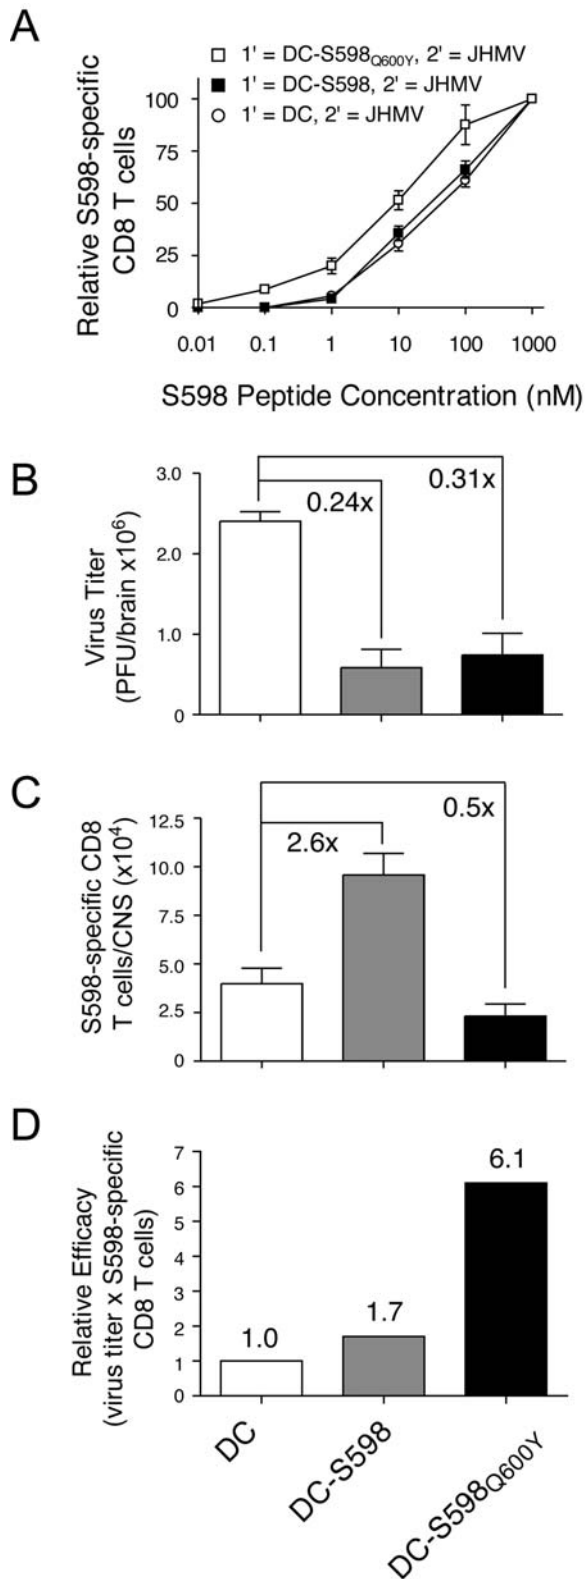 A
1' = DC-S598Q600Y, 2' = JHMV
1' = DC-S598, 2' = JHMV
1' = DC, 2' = JHMV
Relative S598-specific
CD8 T cells
100
75
50
25
0
0.01 0.1 1 10 100 1000
S598 Peptide Concentration (nM)
B
Virus Titer
(PFU/brain x10⁶)
3.0
2.0
1.0
0
0.24x
0.31x
C
S598-specific CD8
T cells/CNS (x10⁴)
12.5
10.0
7.5
5.0
2.5
0
2.6x
0.5x
D
Relative Efficacy
(virus titer x S598-specific
CD8 T cells)
7
6
5
4
3
2
1
0
1.0
1.7
6.1
DC
DC-S598
DC-S598Q600Y